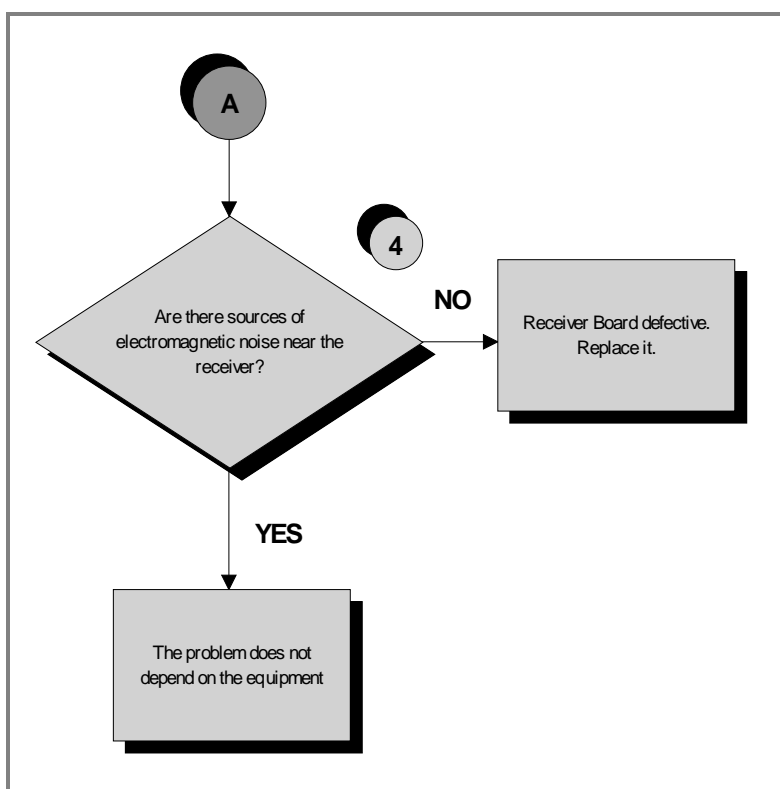 A
4
Are there sources of
electromagnetic noise near the
receiver?
NO
Receiver Board defective.
Replace it.
YES
The problem does not
depend on the equipment